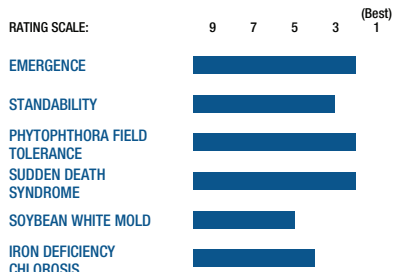 (Best)
RATING SCALE: 9 7 5 3 1
EMERGENCE
STANDABILITY
PHYTOPHTHORA FIELD
TOLERANCE
SUDDEN DEATH
SYNDROME
SOYBEAN WHITE MOLD
IRON DEFICIENCY
CHLOROSIS